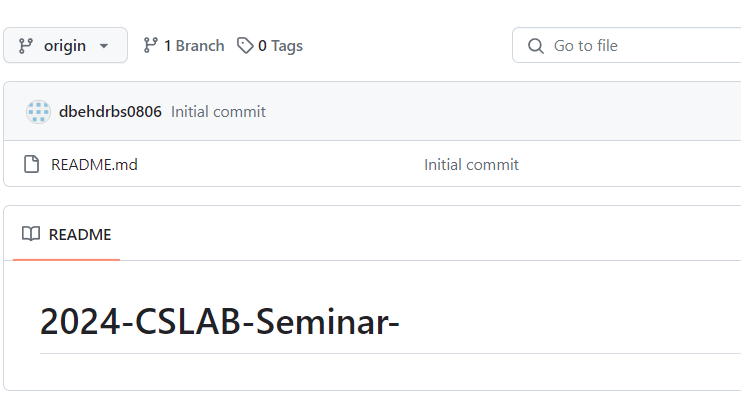 origin 1 Branch 0 Tags Go to file
dbehdrbs0806 Initial commit
README.md Initial commit
README
2024-CSLAB-Seminar-